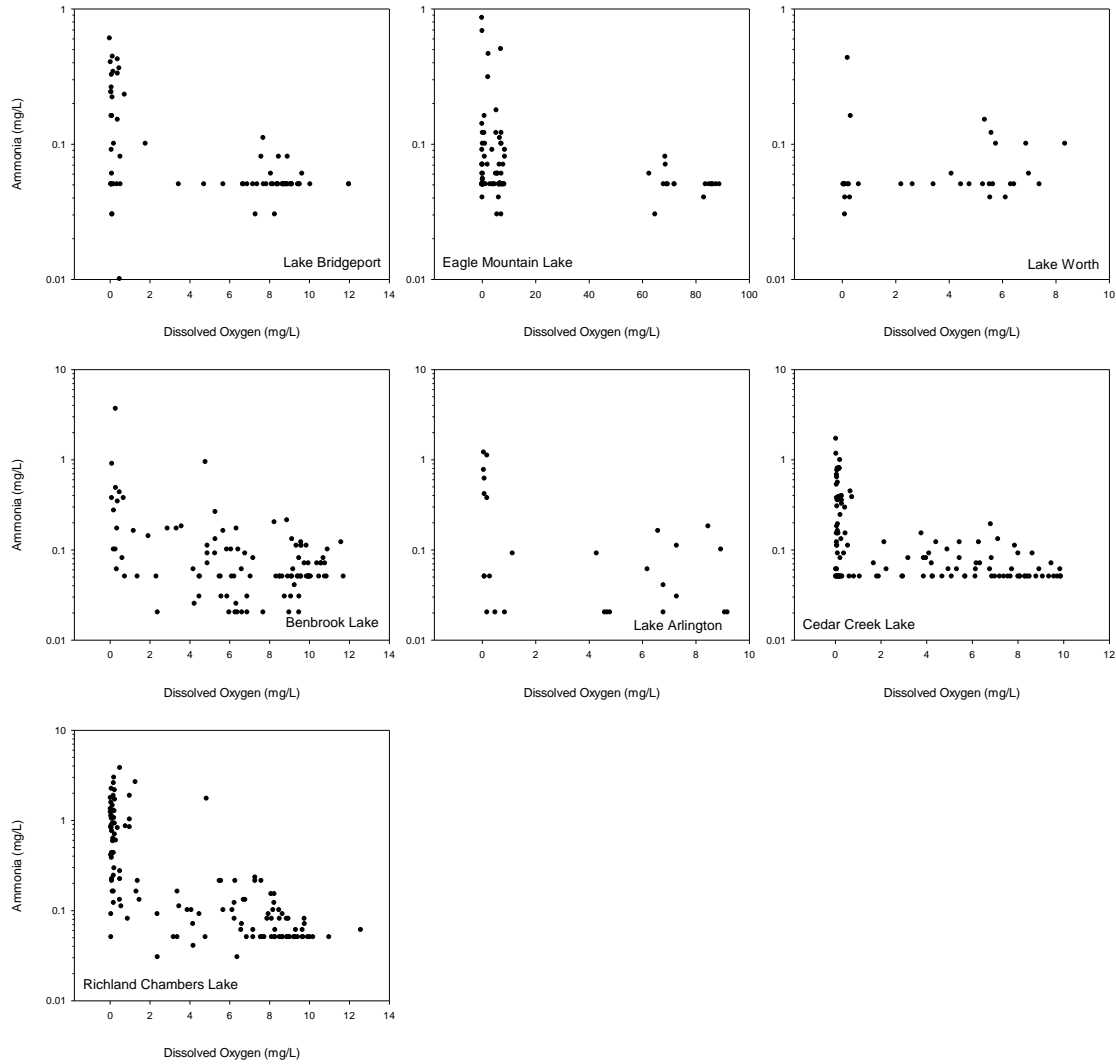 1
0.1
0.01
Ammonia (mg/L)
Lake Bridgeport
0 2 4 6 8 10 12 14
Dissolved Oxygen (mg/L)
1
0.1
0.01
Eagle Mountain Lake
0 20 40 60 80 100
Dissolved Oxygen (mg/L)
1
0.1
0.01
Lake Worth
0 2 4 6 8 10
Dissolved Oxygen (mg/L)
10
1
0.1
0.01
Ammonia (mg/L)
Benbrook Lake
0 2 4 6 8 10 12 14
Dissolved Oxygen (mg/L)
10
1
0.1
0.01
Lake Arlington
0 2 4 6 8 10
Dissolved Oxygen (mg/L)
10
1
0.1
0.01
Cedar Creek Lake
0 2 4 6 8 10 12
Dissolved Oxygen (mg/L)
10
1
0.1
0.01
Ammonia (mg/L)
Richland Chambers Lake
0 2 4 6 8 10 12 14
Dissolved Oxygen (mg/L)